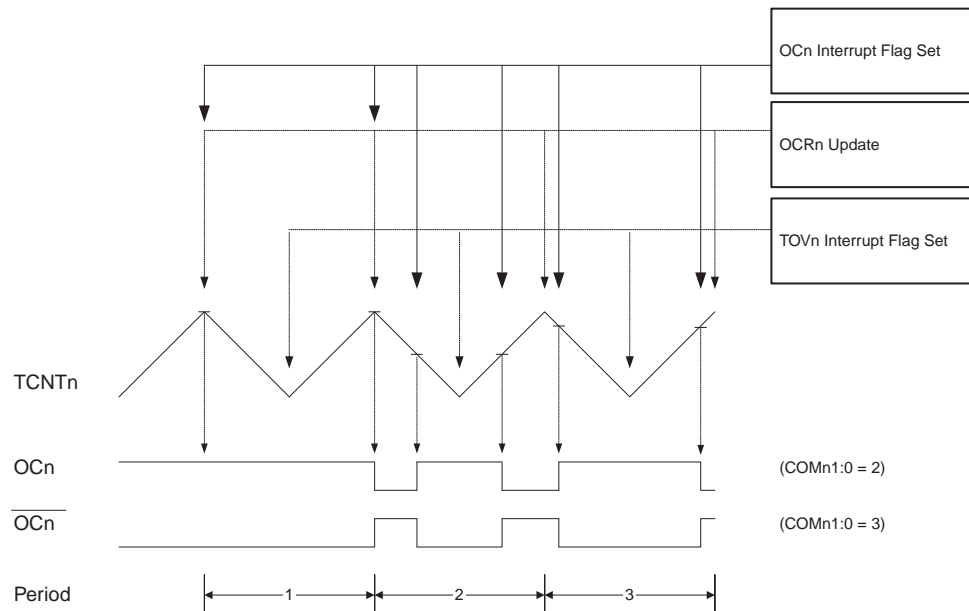 OCn Interrupt Flag Set
OCRn Update
TOVn Interrupt Flag Set
TCNTn
OCn
(COMn1:0 = 2)
OCn
(COMn1:0 = 3)
Period
1
2
3